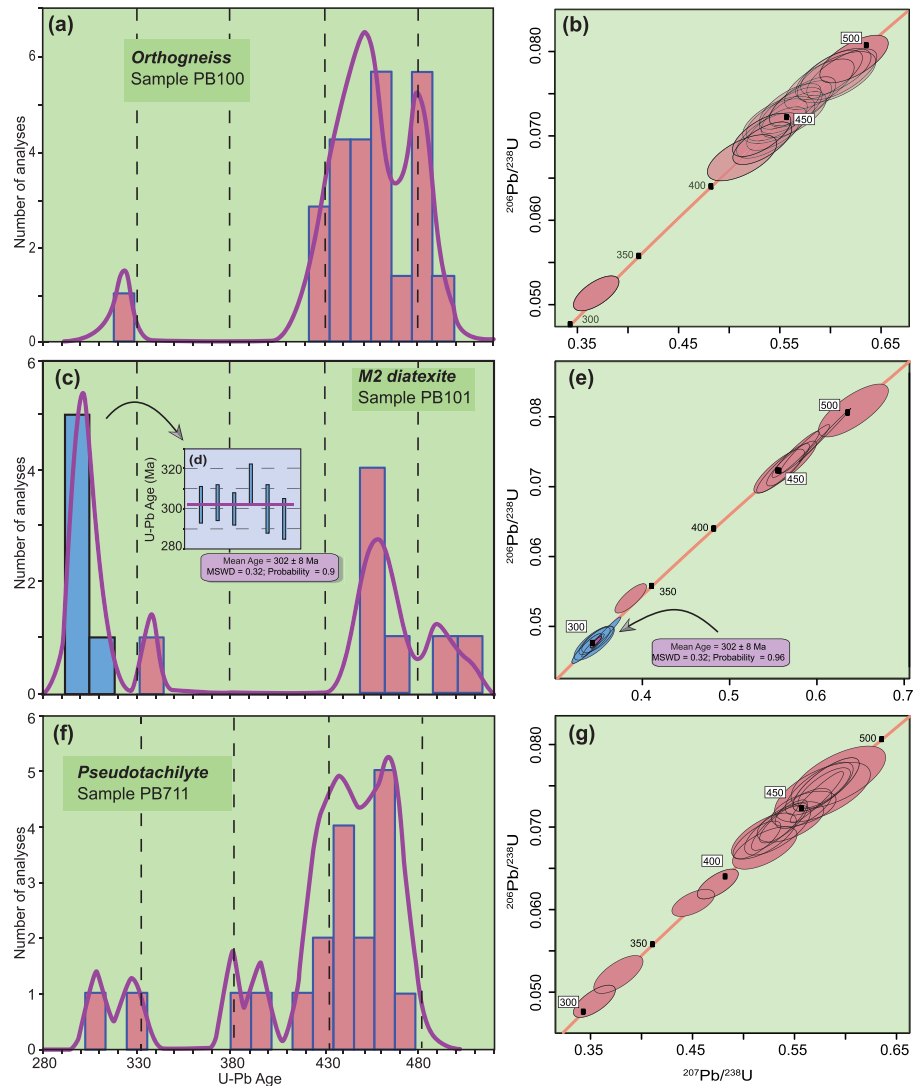 (a)
Orthogneiss
Sample PB100
Number of analyses
6
4
2
1
0
(b)
500
450
400
350
300
0.080
0.070
0.060
0.050
206Pb/238U
0.35
0.45
0.55
0.65
(c)
M2 diatexite
Sample PB101
Number of analyses
6
4
2
0
(d)
U-Pb Age (Ma)
320
300
280
Mean Age = 302 ± 8 Ma
MSWD = 0.32; Probability = 0.9
(e)
500
450
400
350
300
0.08
0.07
0.06
0.05
206Pb/238U
Mean Age = 302 ± 8 Ma
MSWD = 0.32; Probability = 0.96
0.4
0.5
0.6
0.7
(f)
Pseudotachilyte
Sample PB711
Number of analyses
6
5
4
3
2
1
0
280
330
380
430
480
U-Pb Age
(g)
500
450
400
350
300
0.080
0.070
0.060
0.050
206Pb/238U
0.35
0.45
0.55
0.65
207Pb/238U